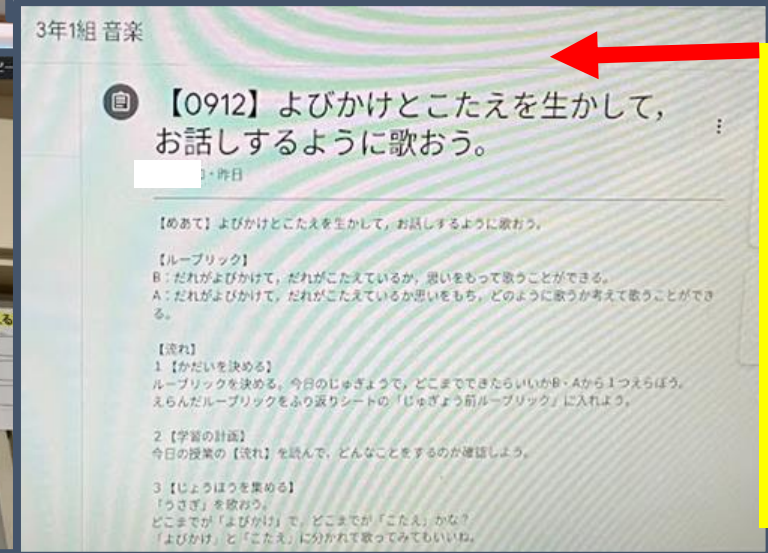 3年1組 音楽
【0912】よびかけとこたえを生かして，
お話しするように歌おう。
・昨日
【めあて】よびかけとこたえを生かして，お話しするように歌おう。
【ルーブリック】
B：だれがよびかけて，だれがこたえているか，思いをもって歌うことができる。
A：だれがよびかけて，だれがこたえているか思いをもち，どのように歌うか考えて歌うことができ
る。
【流れ】
1【かだいを決める】
ルーブリックを決める。今日のじゅぎょうで，どこまでできたらいいかB・Aから1つえらぼう。
えらんだルーブリックをふり返りシートの「じゅぎょう前ルーブリック」に入れよう。
2【学習の計画】
今日の授業の【流れ】を読んで，どんなことをするのか確認しよう。
3【じょうほうを集める】
「うさぎ」を歌おう。
どこまでが「よびかけ」で，どこまでが「こたえ」かな？
「よびかけ」と「こたえ」に分かれて歌ってみてもいいね。